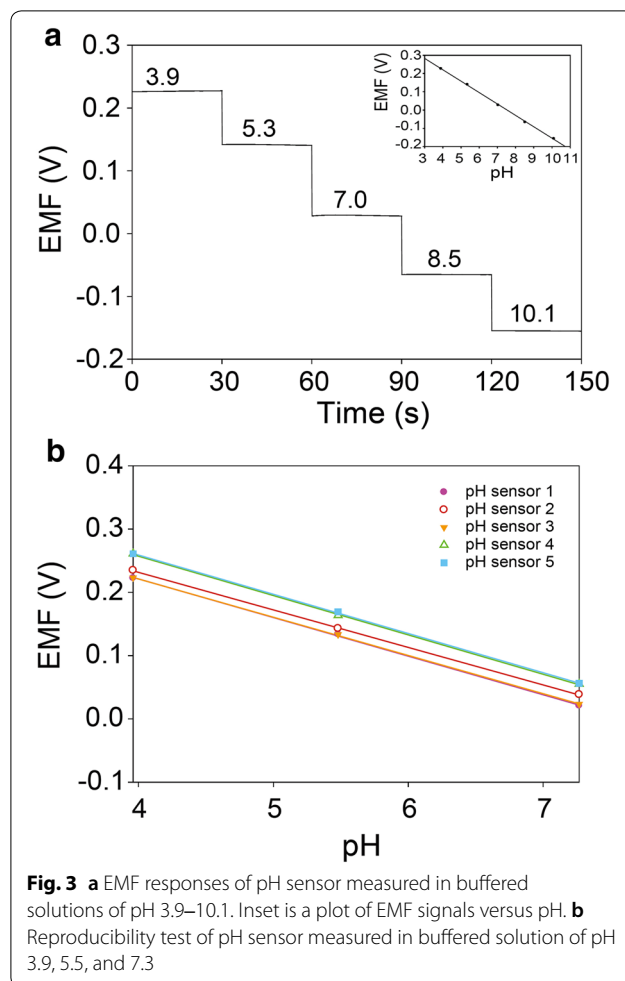 a
0.3
0.2
0.1
0.0
-0.1
-0.2
EMF (V)
3.9
5.3
7.0
8.5
10.1
0 30 60 90 120 150
Time (s)
EMF (V)
0.3
0.2
0.1
0.0
-0.1
-0.2
3 4 5 6 7 8 9 10 11
pH
b
0.4
0.3
0.2
0.1
0.0
-0.1
EMF (V)
pH sensor 1
pH sensor 2
pH sensor 3
pH sensor 4
pH sensor 5
4 5 6 7
pH
Fig. 3 a EMF responses of pH sensor measured in buffered
solutions of pH 3.9–10.1. Inset is a plot of EMF signals versus pH. b
Reproducibility test of pH sensor measured in buffered solution of pH
3.9, 5.5, and 7.3